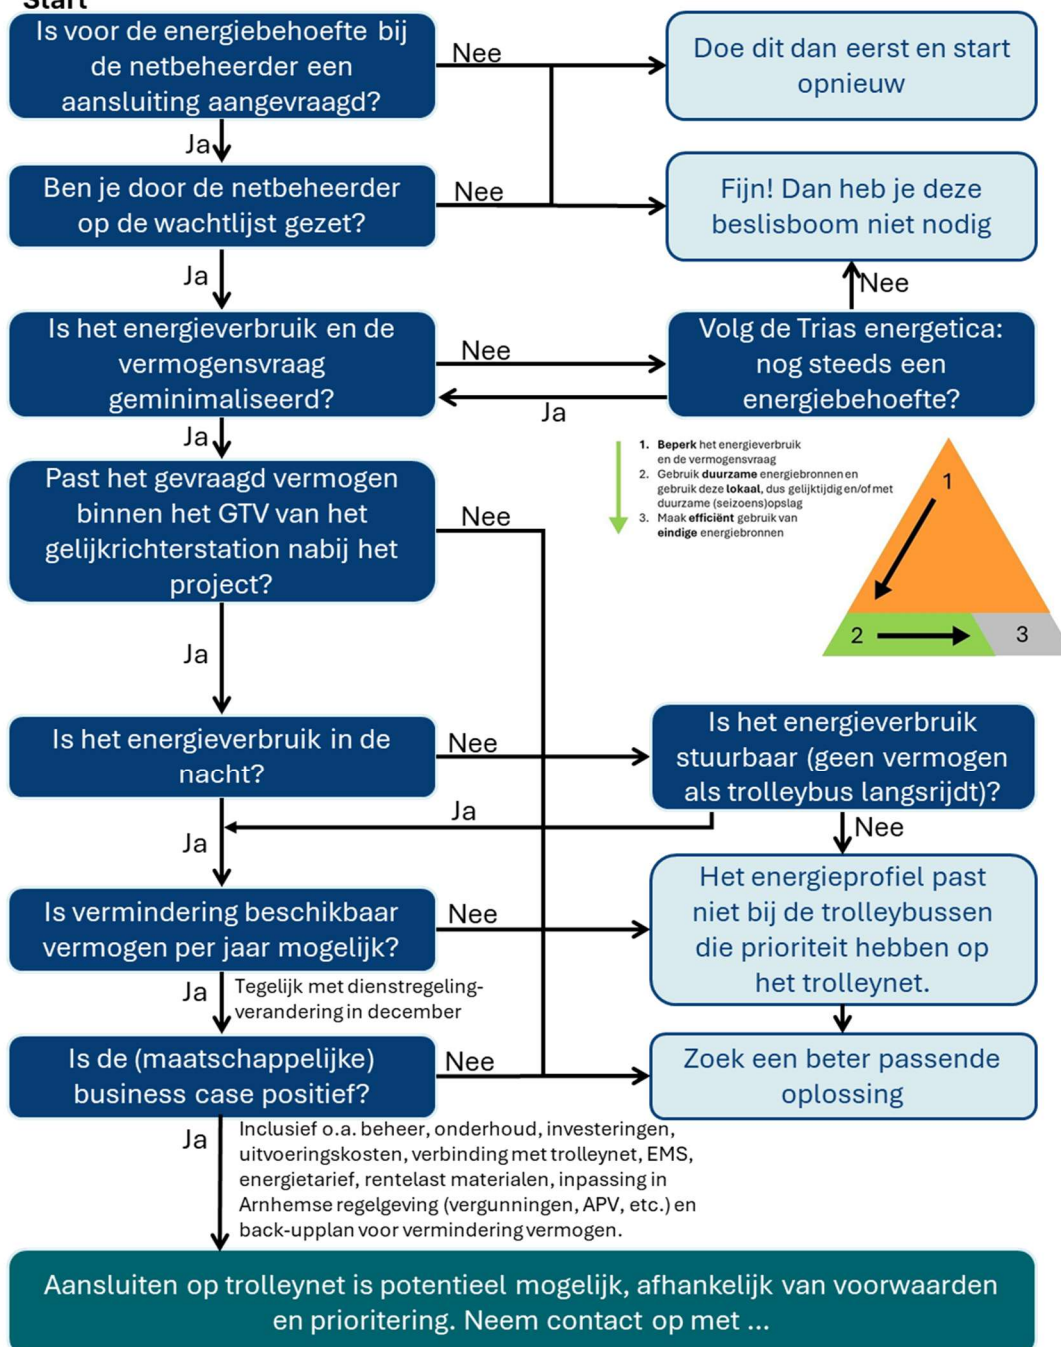 Start
Is voor de energiebehoefte bij
de netbeheerder een
aansluiting aangevraagd?
Nee
Doe dit dan eerst en start
opnieuw
Ja
Ben je door de netbeheerder
op de wachtlijst gezet?
Nee
Fijn! Dan heb je deze
beslisboom niet nodig
Ja
Nee
Is het energieverbruik en de
vermogensvraag
geminimaliseerd?
Nee
Ja
Volg de Trias energetica:
nog steeds een
energiebehoefte?
Ja
1. Beperk het energieverbruik
en de vermogensvraag
2. Gebruik duurzame energiebronnen en
gebruik deze lokaal, dus gelijktijdig en/of met
duurzame (seizoens)opslag
3. Maak efficiënt gebruik van
eindige energiebronnen
1
2
3
Past het gevraagd vermogen
binnen het GTV van het
gelijkrichterstation nabij het
project?
Nee
Ja
Is het energieverbruik in de
nacht?
Nee
Is het energieverbruik
stuurbaar (geen vermogen
als trolleybus langsrijdt)?
Ja
Nee
Ja
Is vermindering beschikbaar
vermogen per jaar mogelijk?
Nee
Het energieprofiel past
niet bij de trolleybussen
die prioriteit hebben op
het trolleynet.
Ja
Tegelijk met dienstregeling-
verandering in december
Is de (maatschappelijke)
business case positief?
Nee
Zoek een beter passende
oplossing
Ja
Inclusief o.a. beheer, onderhoud, investeringen,
uitvoeringskosten, verbinding met trolleynet, EMS,
energietarief, rentelast materialen, inpassing in
Arnhemse regelgeving (vergunningen, APV, etc.) en
back-upplan voor vermindering vermogen.
Aansluiten op trolleynet is potentieel mogelijk, afhankelijk van voorwaarden
en prioritering. Neem contact op met ...